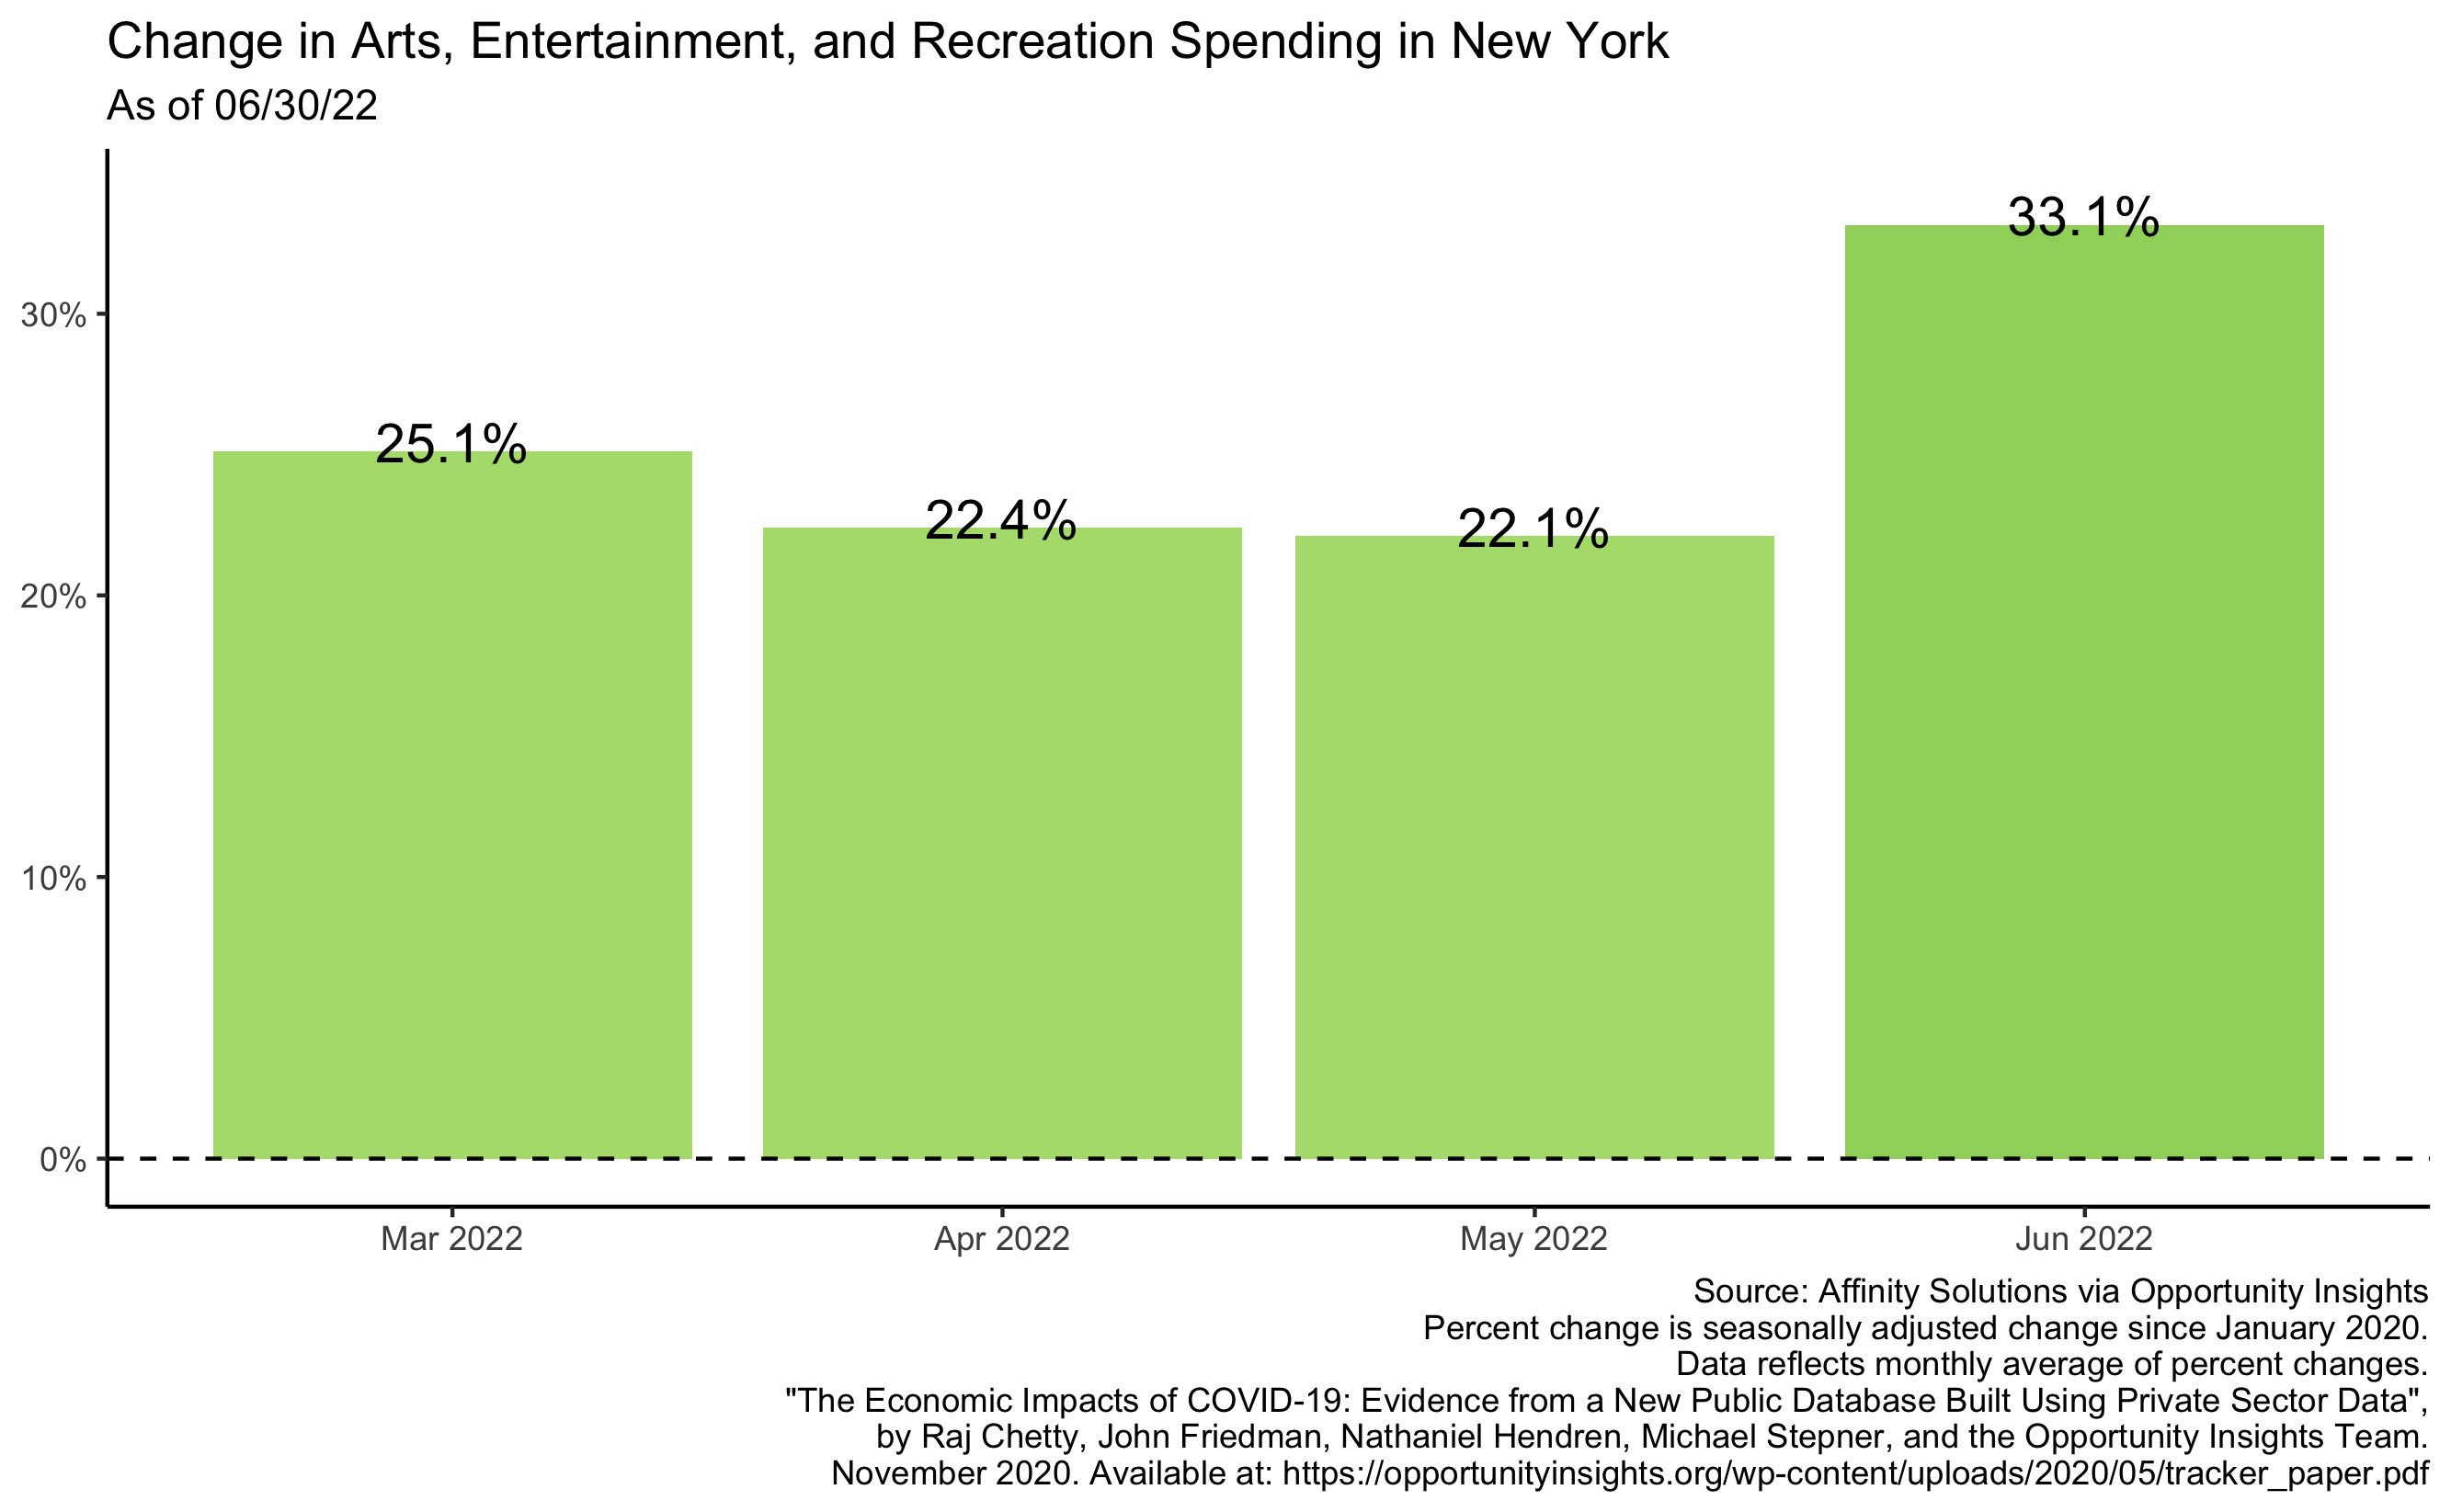 Change in Arts, Entertainment, and Recreation Spending in New York
As of 06/30/22
33.1%
30%
25.1%
22.4%
22.1%
20%
10%
0%
Mar 2022 Apr 2022 May 2022 Jun 2022
Source: Affinity Solutions via Opportunity Insights
Percent change is seasonally adjusted change since January 2020.
Data reflects monthly average of percent changes.
"The Economic Impacts of COVID-19: Evidence from a New Public Database Built Using Private Sector Data",
by Raj Chetty, John Friedman, Nathaniel Hendren, Michael Stepner, and the Opportunity Insights Team.
November 2020. Available at: https://opportunityinsights.org/wp-content/uploads/2020/05/tracker_paper.pdf